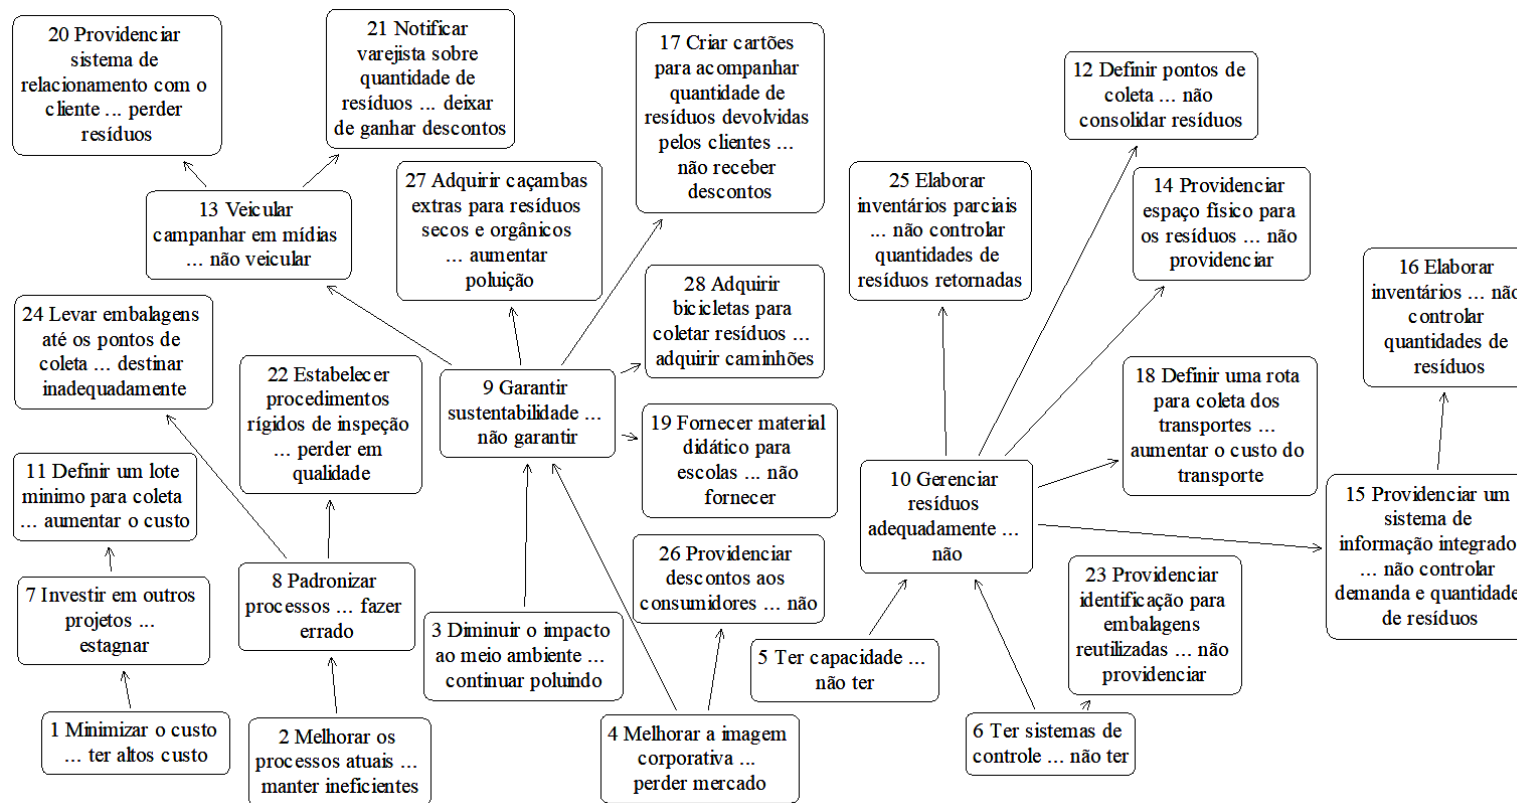 20 Providenciar
sistema de
relacionamento com o
cliente ... perder
resíduos
21 Notificar
varejista sobre
quantidade de
resíduos ... deixar
de ganhar descontos
17 Criar cartões
para acompanhar
quantidade de
resíduos devolvidas
pelos clientes ...
não receber
descontos
12 Definir pontos de
coleta ... não
consolidar resíduos
27 Adquirir caçambas
extras para resíduos
secos e orgânicos
... aumentar
poluição
25 Elaborar
inventários parciais
... não controlar
quantidades de
resíduos retornadas
14 Providenciar
espaço físico para
os resíduos ... não
providenciar
13 Veicular
campanhar em mídias
... não veicular
16 Elaborar
inventários ... não
controlar
quantidades de
resíduos
28 Adquirir
bicicletas para
coletar resíduos ...
adquirir caminhões
24 Levar embalagens
até os pontos de
coleta ... destinar
inadequadamente
22 Estabelecer
procedimentos
rígidos de inspeção
... perder em
qualidade
9 Garantir
sustentabilidade ...
não garantir
18 Definir uma rota
para coleta dos
transportes ...
aumentar o custo do
transporte
19 Fornecer material
didático para
escolas ... não
fornecer
11 Definir um lote
minimo para coleta
... aumentar o custo
10 Gerenciar
resíduos
adequadamente ...
não
15 Providenciar um
sistema de
informação integrado
... não controlar
demanda e quantidade
de resíduos
26 Providenciar
descontos aos
consumidores ... não
23 Providenciar
identificação para
embalagens
reutilizadas ... não
providenciar
7 Investir em outros
projetos ...
estagnar
8 Padronizar
processos ... fazer
errado
3 Diminuir o impacto
ao meio ambiente ...
continuar poluindo
5 Ter capacidade ...
não ter
1 Minimizar o custo
... ter altos custo
2 Melhorar os
processos atuais ...
manter ineficientes
4 Melhorar a imagem
corporativa ...
perder mercado
6 Ter sistemas de
controle ... não ter